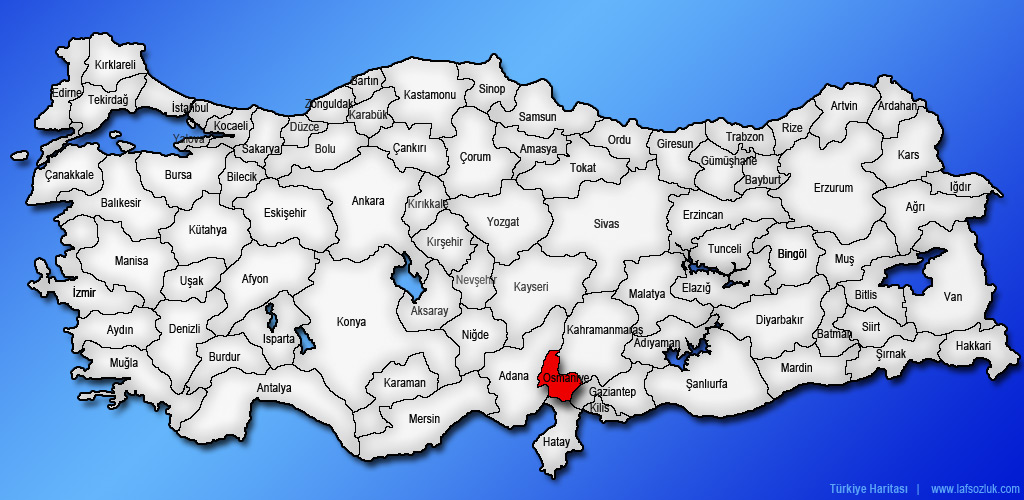 Kırklareli
Edirne
Tekirdağ
İstanbul
Kocaeli
Yalova
Sakarya
Düzce
Zonguldak
Bartın
Karabük
Kastamonu
Sinop
Samsun
Bolu
Çankırı
Çorum
Amasya
Tokat
Ordu
Giresun
Trabzon
Gümüşhane
Bayburt
Rize
Artvin
Ardahan
Kars
Iğdır
Ağrı
Erzurum
Erzincan
Sivas
Yozgat
Kırıkkale
Kırşehir
Ankara
Eskişehir
Bilecik
Bursa
Çanakkale
Balıkesir
Kütahya
Manisa
Uşak
Afyon
İzmir
Aydın
Denizli
Muğla
Burdur
Isparta
Antalya
Konya
Karaman
Mersin
Aksaray
Nevşehir
Niğde
Kayseri
Adana
Osmaniye
Hatay
Kilis
Gaziantep
Kahramanmaraş
Malatya
Adıyaman
Şanlıurfa
Elazığ
Tunceli
Bingöl
Muş
Diyarbakır
Batman
Mardin
Siirt
Bitlis
Şırnak
Van
Hakkari
Türkiye Haritası | www.lafsozluk.com